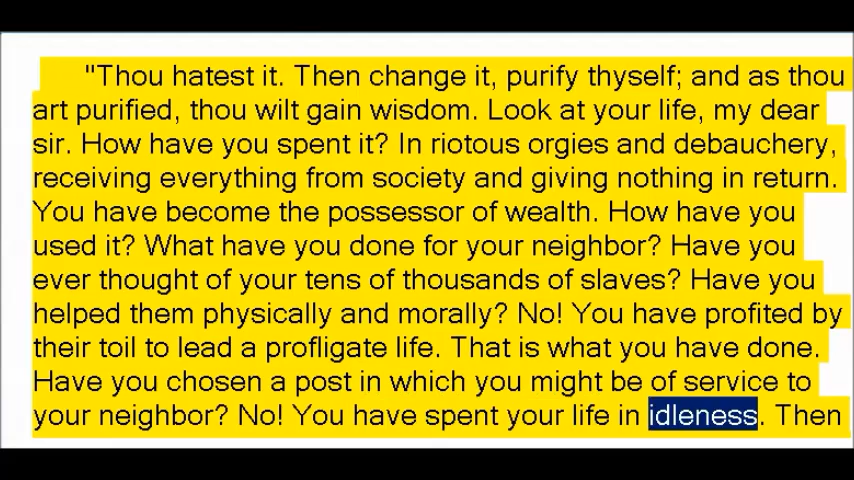 "Thou hatest it. Then change it, purify thyself; and as thou
art purified, thou wilt gain wisdom. Look at your life, my dear
sir. How have you spent it? In riotous orgies and debauchery,
receiving everything from society and giving nothing in return.
You have become the possessor of wealth. How have you
used it? What have you done for your neighbor? Have you
ever thought of your tens of thousands of slaves? Have you
helped them physically and morally? No! You have profited by
their toil to lead a profligate life. That is what you have done.
Have you chosen a post in which you might be of service to
your neighbor? No! You have spent your life in idleness. Then